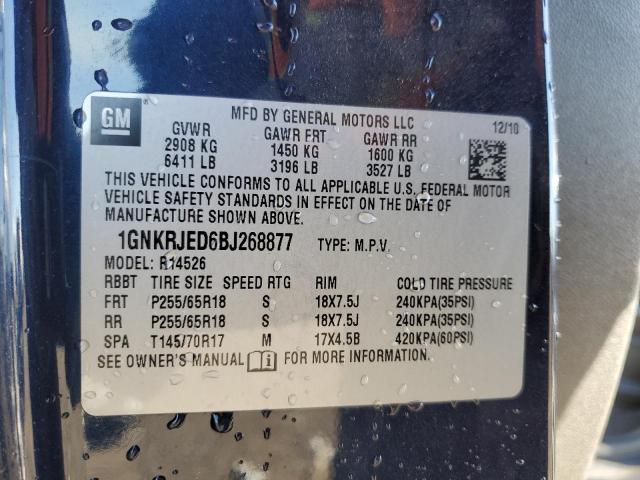 GM
MFD BY GENERAL MOTORS LLC 12/10
GVWR GAWR FRT GAWR RR
2908 KG 1450 KG 1600 KG
6411 LB 3196 LB 3527 LB
THIS VEHICLE CONFORMS TO ALL APPLICABLE U.S. FEDERAL MOTOR
VEHICLE SAFETY STANDARDS IN EFFECT ON THE DATE OF
MANUFACTURE SHOWN ABOVE.
1GNKRJED6BJ268877 TYPE: M.P.V.
MODEL: R14526
RBBT TIRE SIZE SPEED RTG RIM COLD TIRE PRESSURE
FRT P255/65R18 S 18X7.5J 240KPA(35PSI)
RR P255/65R18 S 18X7.5J 240KPA(35PSI)
SPA T145/70R17 M 17X4.5B 420KPA(60PSI)
SEE OWNER'S MANUAL FOR MORE INFORMATION.